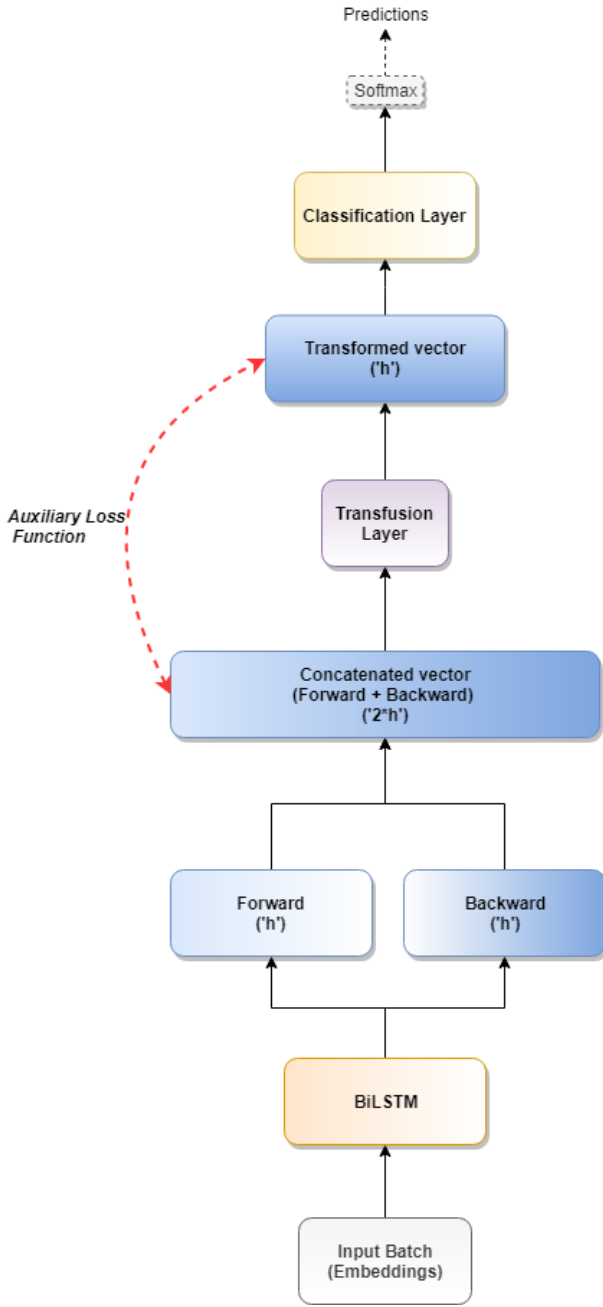 Predictions
Softmax
Classification Layer
Transformed vector
('h')
Auxiliary Loss
Function
Transfusion
Layer
Concatenated vector
(Forward + Backward)
('2*h')
Forward
('h')
Backward
('h')
BiLSTM
Input Batch
(Embeddings)